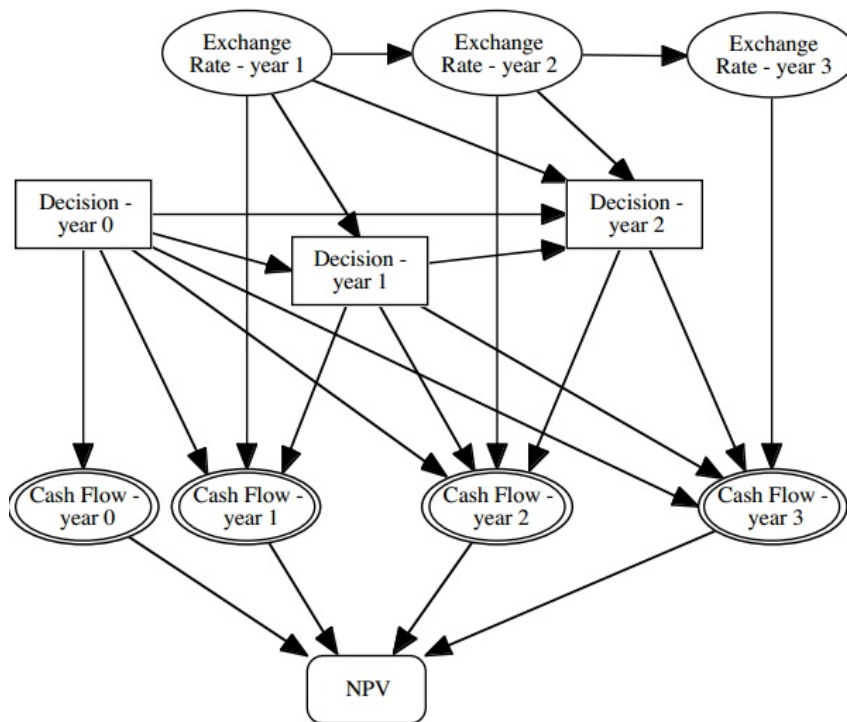 Exchange
Rate - year 1
Exchange
Rate - year 2
Exchange
Rate - year 3
Decision -
year 0
Decision -
year 1
Decision -
year 2
Cash Flow -
year 0
Cash Flow -
year 1
Cash Flow -
year 2
Cash Flow -
year 3
NPV